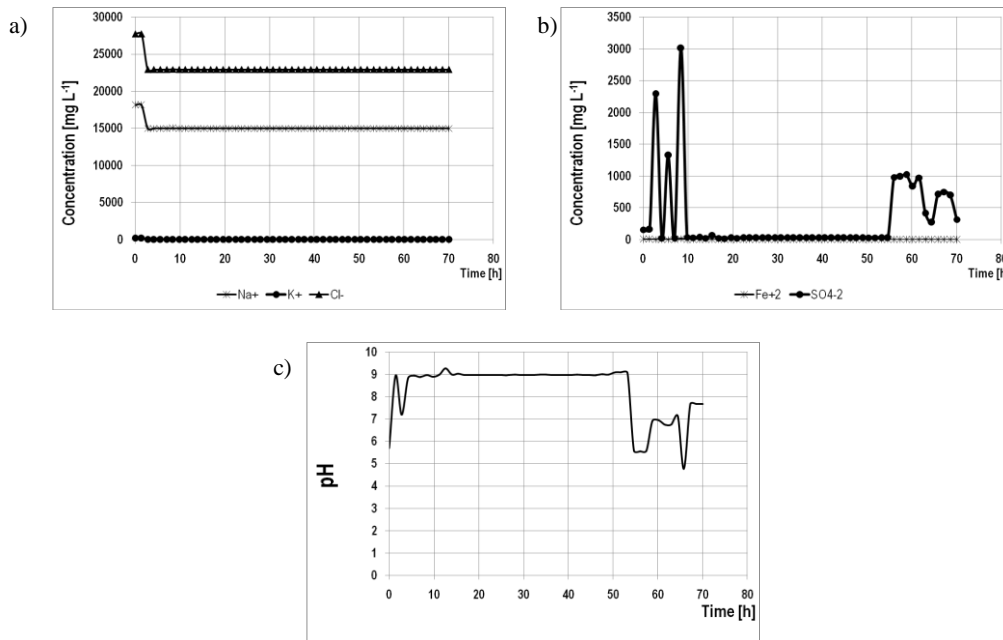 a)
Concentration [mg L-1]
30000
25000
20000
15000
10000
5000
0
0 10 20 30 40 50 60 70 80
Time [h]
Na+ K+ Cl-
b)
Concentration [mg L-1]
3500
3000
2500
2000
1500
1000
500
0
0 10 20 30 40 50 60 70 80
Time [h]
Fe+2 SO4-2
c)
pH
10
9
8
7
6
5
4
3
2
1
0
0 10 20 30 40 50 60 70 80
Time [h]